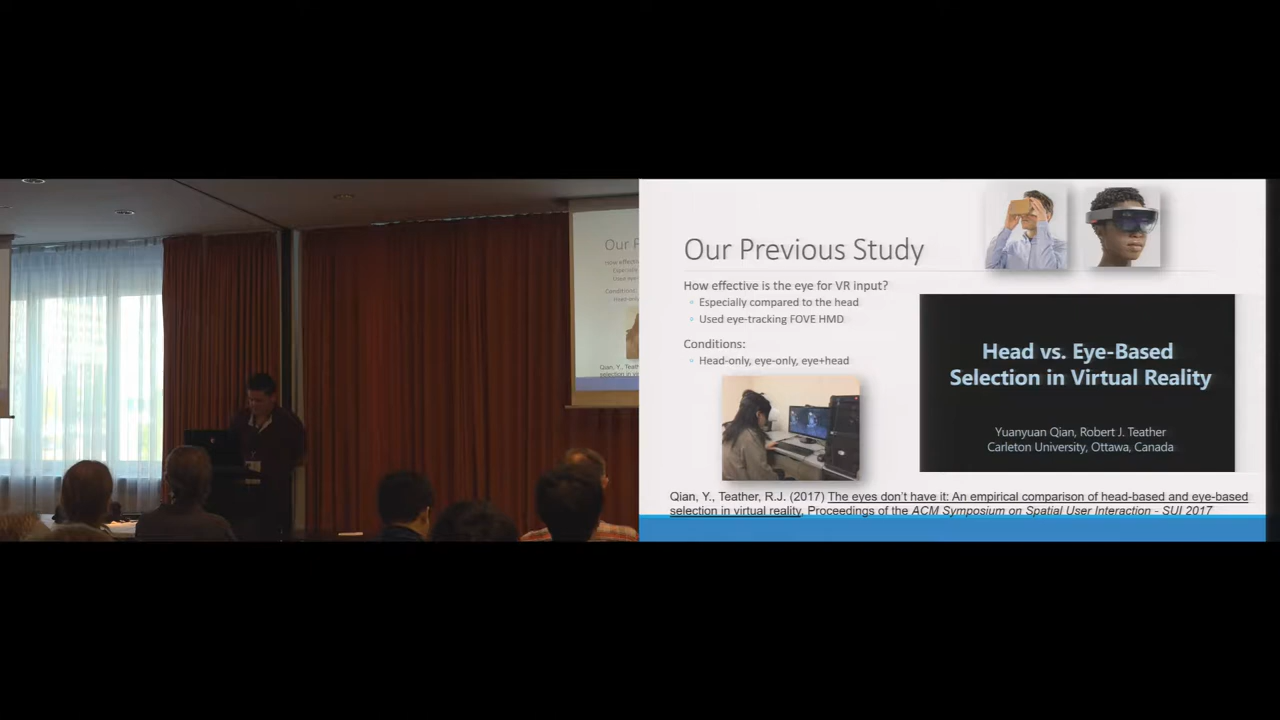 Our P
Our Previous Study
How effective is the eye for VR input?
Especially compared to the head
Used eye-tracking FOVE HMD
Conditions:
Head-only, eye-only, eye+head
Head vs. Eye-Based
Selection in Virtual Reality
Yuanyuan Qian, Robert J. Teather
Carleton University, Ottawa, Canada
Qian, Y., Teather, R.J. (2017) The eyes don't have it: An empirical comparison of head-based and eye-based
selection in virtual reality, Proceedings of the ACM Symposium on Spatial User Interaction - SUI 2017